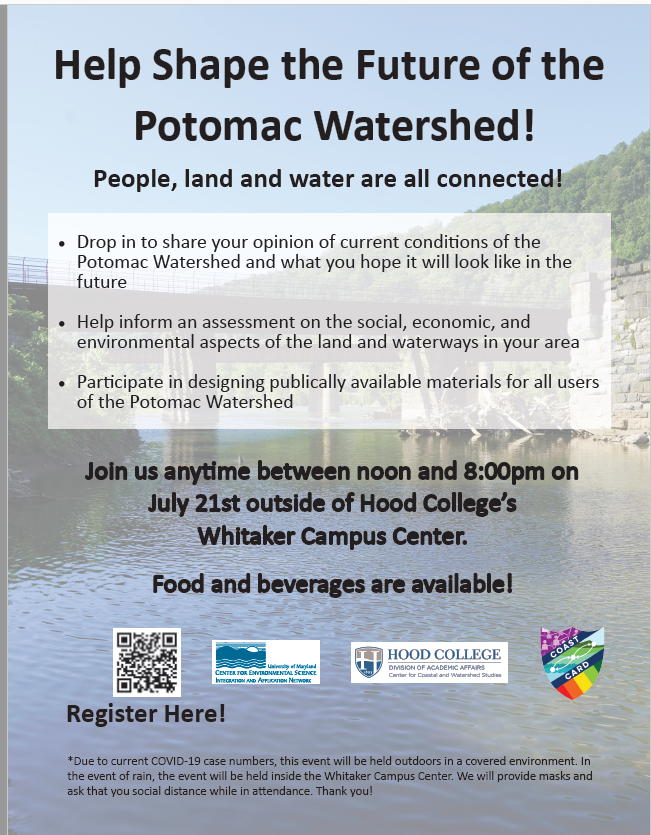 Help Shape the Future of the
Potomac Watershed!
People, land and water are all connected!
• Drop in to share your opinion of current conditions of the
Potomac Watershed and what you hope it will look like in the
future
• Help inform an assessment on the social, economic, and
environmental aspects of the land and waterways in your area
• Participate in designing publically available materials for all users
of the Potomac Watershed
Join us anytime between noon and 8:00pm on
July 21st outside of Hood College's
Whitaker Campus Center.
Food and beverages are available!
University of Maryland
CENTER FOR ENVIRONMENTAL SCIENCE
INTEGRATION AND APPLICATION NETWORK
HOOD COLLEGE
DIVISION OF ACADEMIC AFFAIRS
Center for Coastal and Watershed Studies
COAST
CARD
Register Here!
*Due to current COVID-19 case numbers, this event will be held outdoors in a covered environment. In
the event of rain, the event will be held inside the Whitaker Campus Center. We will provide masks and
ask that you social distance while in attendance. Thank you!